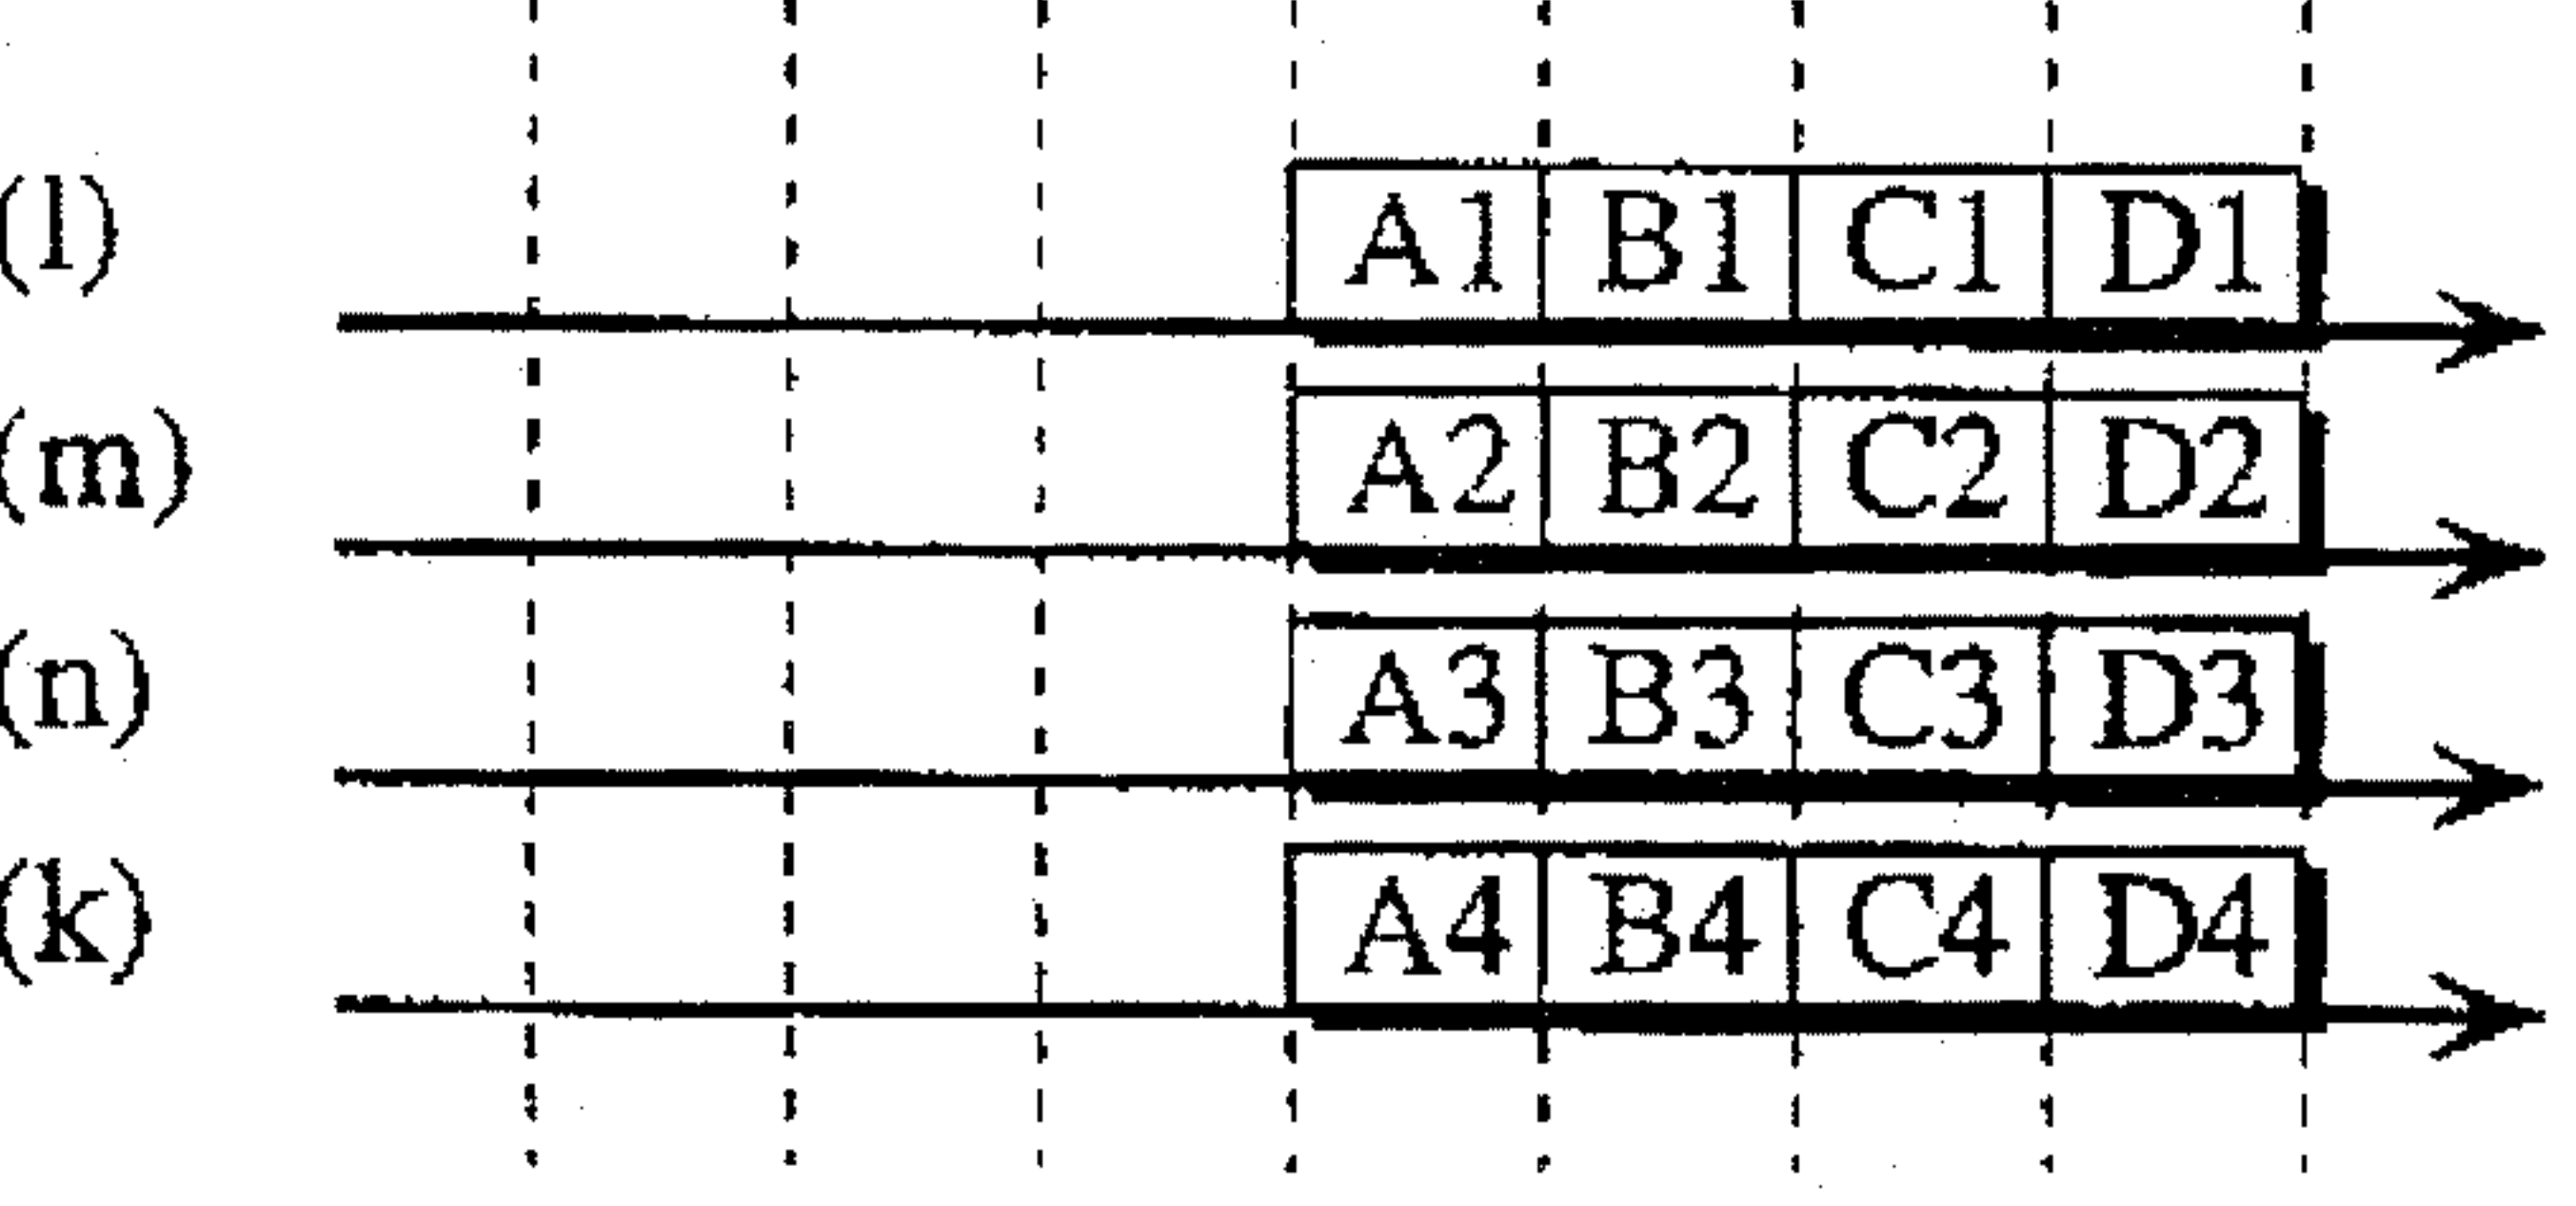 (l) A1 B1 C1 D1
(m) A2 B2 C2 D2
(n) A3 B3 C3 D3
(k) A4 B4 C4 D4